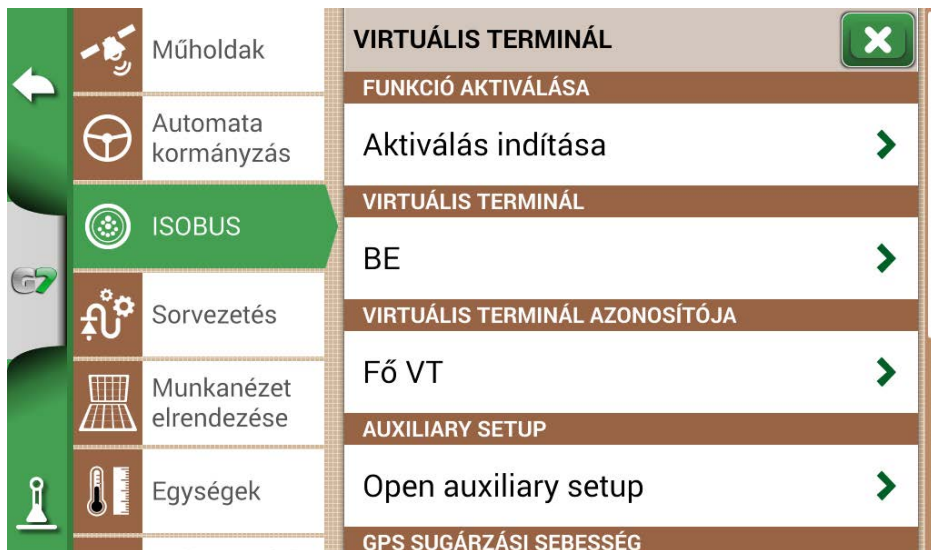 Műholdak
Automata
kormányzás
ISOBUS
G7
Sorvezetés
Munkanézet
elrendezése
Egységek
VIRTUÁLIS TERMINÁL
FUNKCIÓ AKTIVÁLÁSA
Aktiválás indítása
VIRTUÁLIS TERMINÁL
BE
VIRTUÁLIS TERMINÁL AZONOSÍTÓJA
Fő VT
AUXILIARY SETUP
Open auxiliary setup
GPS SUGÁRZÁSI SEBESSÉG